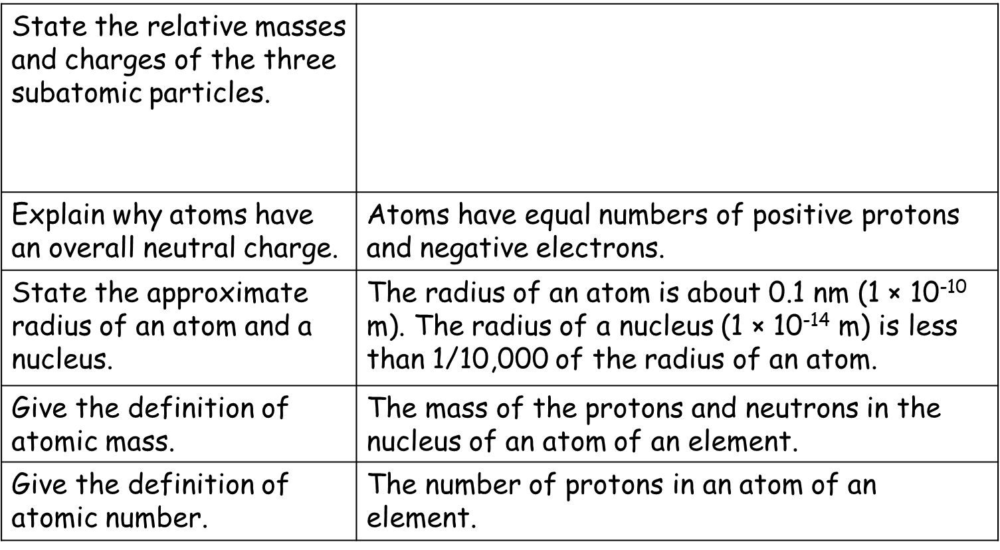 State the relative masses
and charges of the three
subatomic particles.
Explain why atoms have
an overall neutral charge.
Atoms have equal numbers of positive protons
and negative electrons.
State the approximate
radius of an atom and a
nucleus.
The radius of an atom is about 0.1 nm (1 × 10⁻¹⁰
m). The radius of a nucleus (1 × 10⁻¹⁴ m) is less
than 1/10,000 of the radius of an atom.
Give the definition of
atomic mass.
The mass of the protons and neutrons in the
nucleus of an atom of an element.
Give the definition of
atomic number.
The number of protons in an atom of an
element.